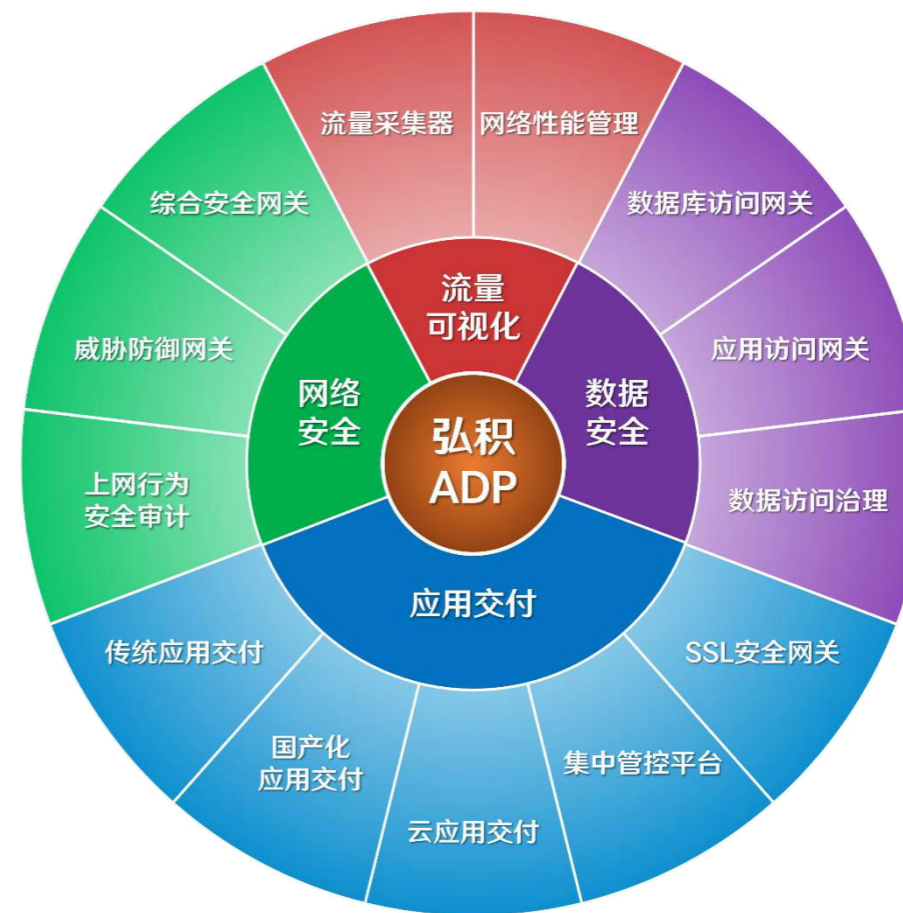 流量采集器
网络性能管理
综合安全网关
数据库访问网关
流量
可视化
威胁防御网关
应用访问网关
网络
安全
数据
安全
弘积
ADP
上网行为
安全审计
数据访问治理
应用交付
传统应用交付
SSL安全网关
国产化
应用交付
集中管控平台
云应用交付